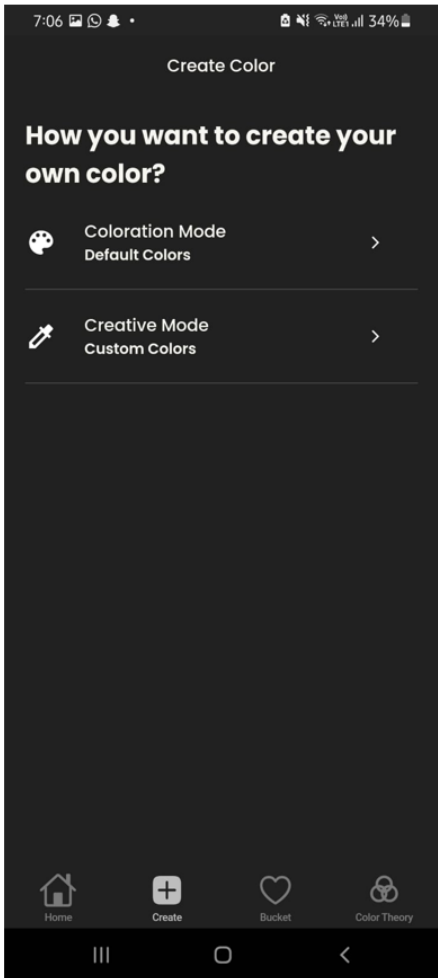 7:06
34%
Create Color
How you want to create your
own color?
Coloration Mode
Default Colors
Creative Mode
Custom Colors
Home
Create
Bucket
Color Theory